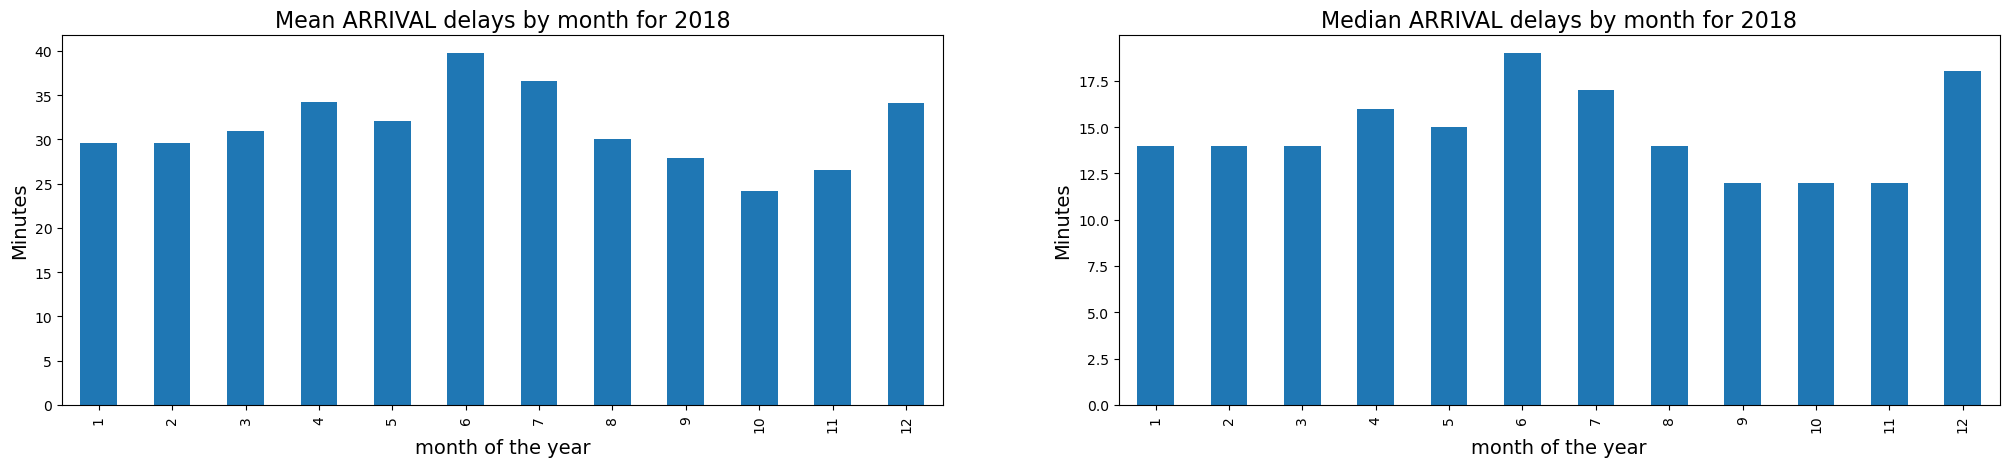 Mean ARRIVAL delays by month for 2018
40
35
30
25
20
15
10
5
0
Minutes
1 2 3 4 5 6 7 8 9 10 11 12
month of the year
Median ARRIVAL delays by month for 2018
17.5
15.0
12.5
10.0
7.5
5.0
2.5
0.0
Minutes
1 2 3 4 5 6 7 8 9 10 11 12
month of the year